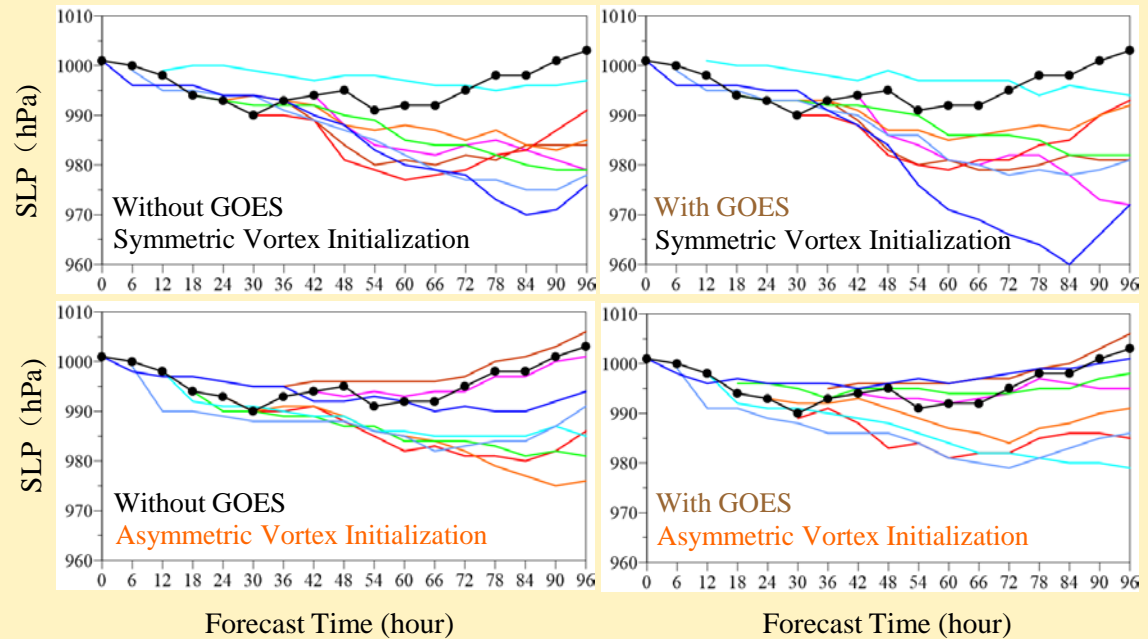 SLP (hPa)
1010
1000
990
980
970
960
Without GOES
Symmetric Vortex Initialization
0 6 12 18 24 30 36 42 48 54 60 66 72 78 84 90 96
1010
1000
990
980
970
960
With GOES
Symmetric Vortex Initialization
0 6 12 18 24 30 36 42 48 54 60 66 72 78 84 90 96
SLP (hPa)
1010
1000
990
980
970
960
Without GOES
Asymmetric Vortex Initialization
0 6 12 18 24 30 36 42 48 54 60 66 72 78 84 90 96
Forecast Time (hour)
1010
1000
990
980
970
960
With GOES
Asymmetric Vortex Initialization
0 6 12 18 24 30 36 42 48 54 60 66 72 78 84 90 96
Forecast Time (hour)